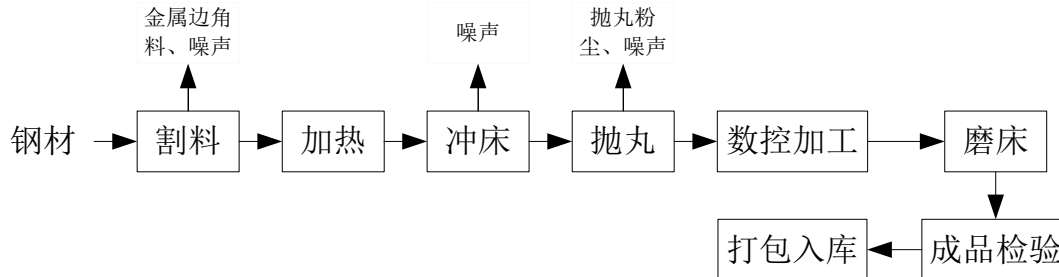 金属边角
料、噪声
噪声
抛丸粉
尘、噪声
钢材
割料
加热
冲床
抛丸
数控加工
磨床
打包入库
成品检验